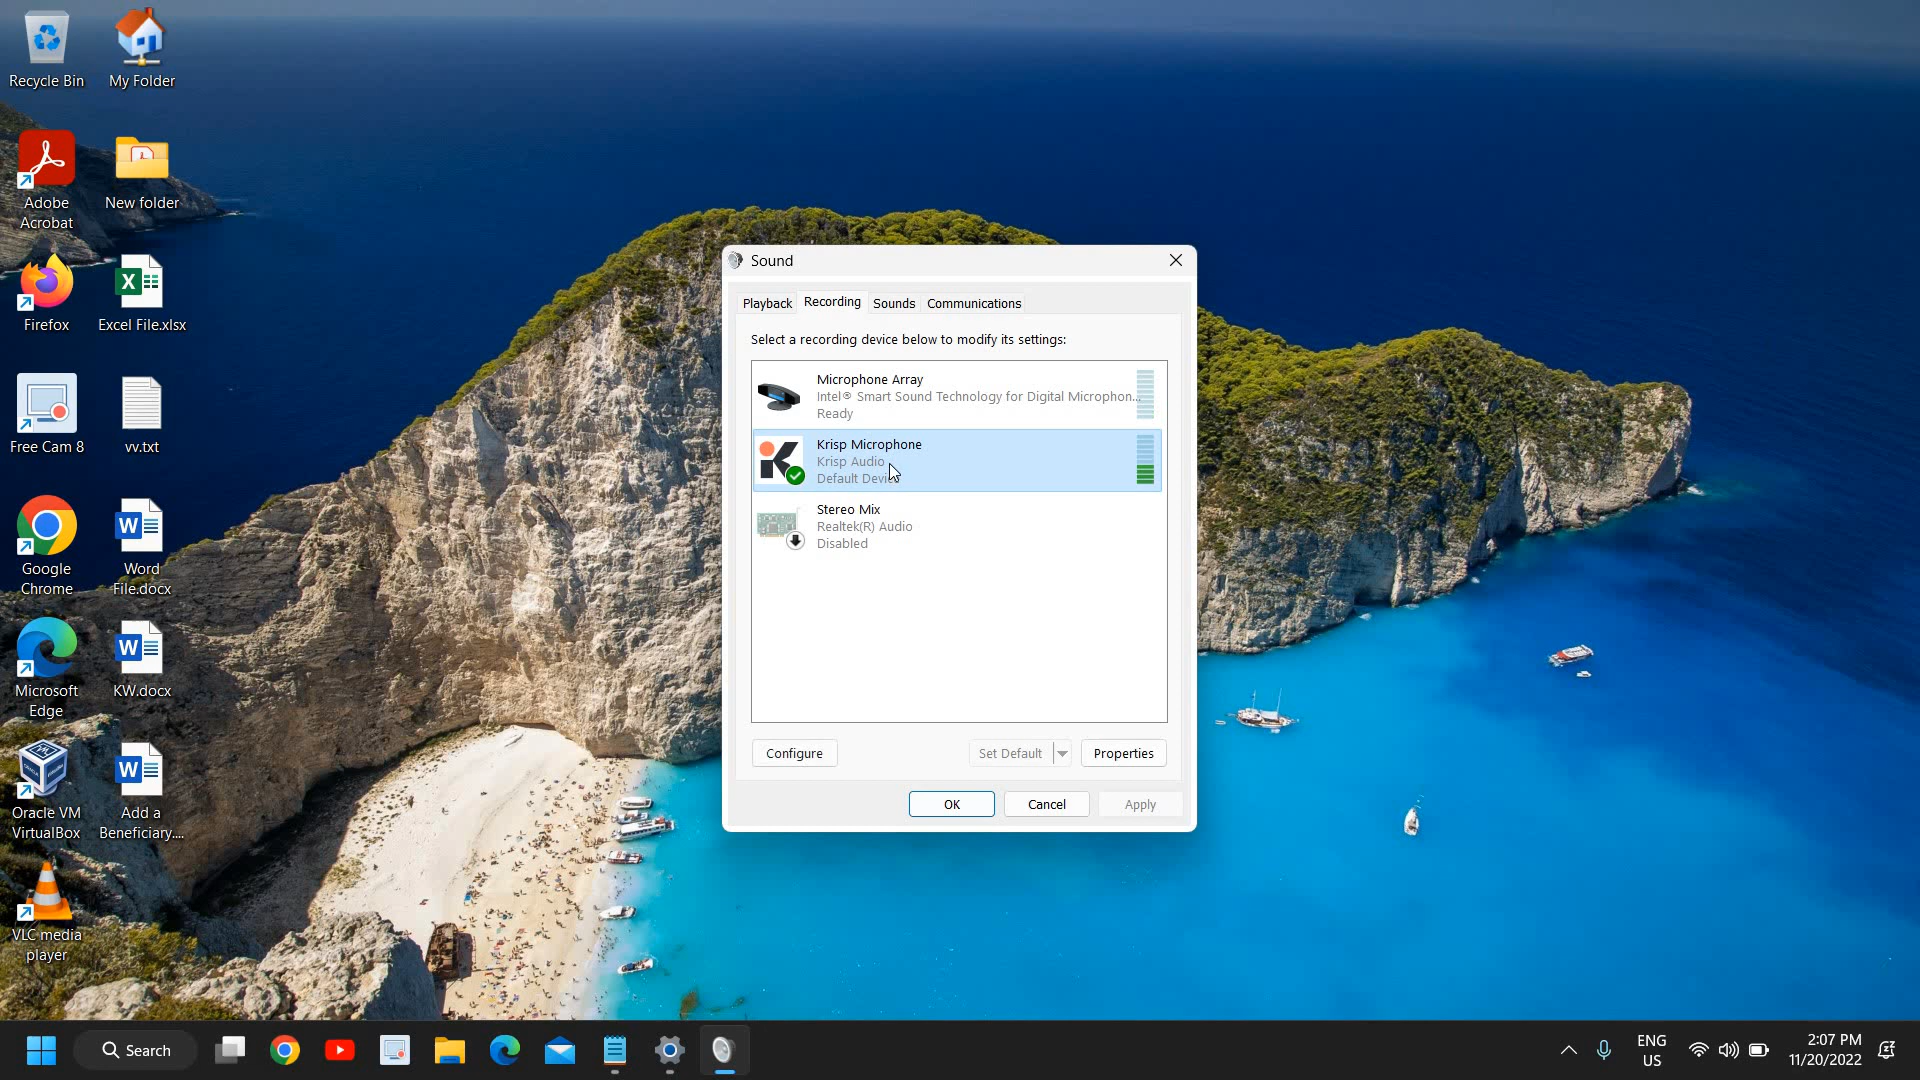 Recycle Bin
My Folder
Adobe
Acrobat
New folder
Firefox
Excel File.xlsx
Free Cam 8
vv.txt
Google
Chrome
Word
File.docx
Microsoft
Edge
KW.docx
Oracle VM
VirtualBox
Add a
Beneficiary....
VLC media
player
Sound
Playback
Recording
Sounds
Communications
Select a recording device below to modify its settings:
Microphone Array
Intel® Smart Sound Technology for Digital Microphon...
Ready
Krisp Microphone
Krisp Audio
Default Devi
Stereo Mix
Realtek(R) Audio
Disabled
Configure
Set Default
Properties
OK
Cancel
Apply
Search
ENG
US
2:07 PM
11/20/2022